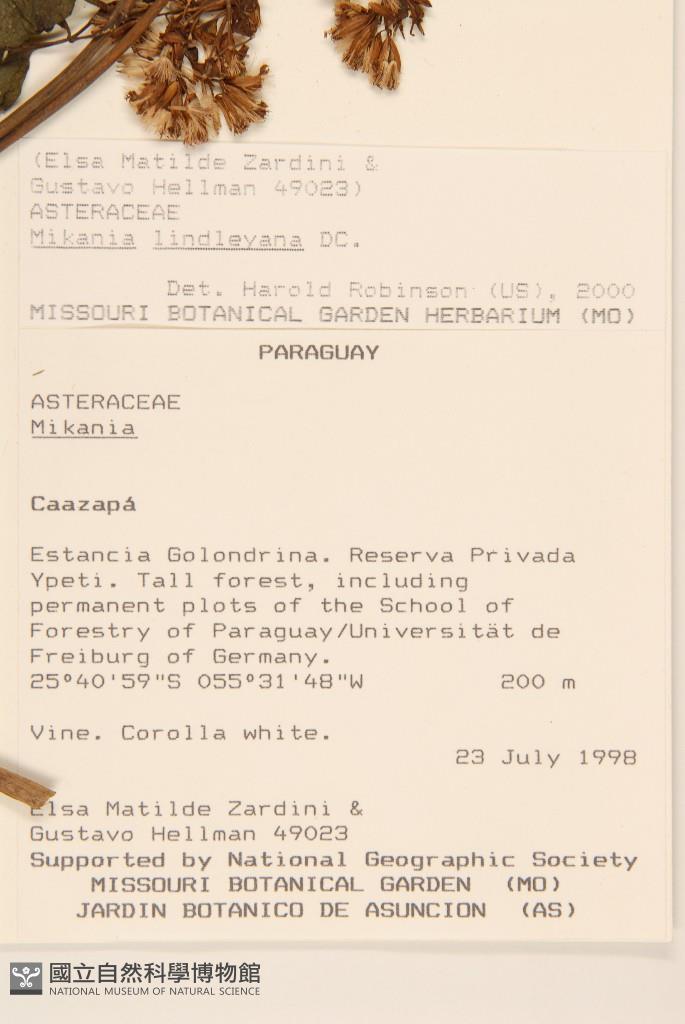 (Elsa Matilde Zardini &
Gustavo Hellman 49023)
ASTERACEAE
Mikania lindleyana DC.
Det. Harold Robinson (US), 2000
MISSOURI BOTANICAL GARDEN HERBARIUM (MO)
PARAGUAY
ASTERACEAE
Mikania
Caazapá
Estancia Golondrina. Reserva Privada
Ypeti. Tall forest, including
permanent plots of the School of
Forestry of Paraguay/Universität de
Freiburg of Germany.
25º40'59"S 055º31'48"W 200 m
Vine. Corolla white.
23 July 1998
Elsa Matilde Zardini &
Gustavo Hellman 49023
Supported by National Geographic Society
MISSOURI BOTANICAL GARDEN (MO)
JARDIN BOTANICO DE ASUNCION (AS)
國立自然科學博物館
NATIONAL MUSEUM OF NATURAL SCIENCE